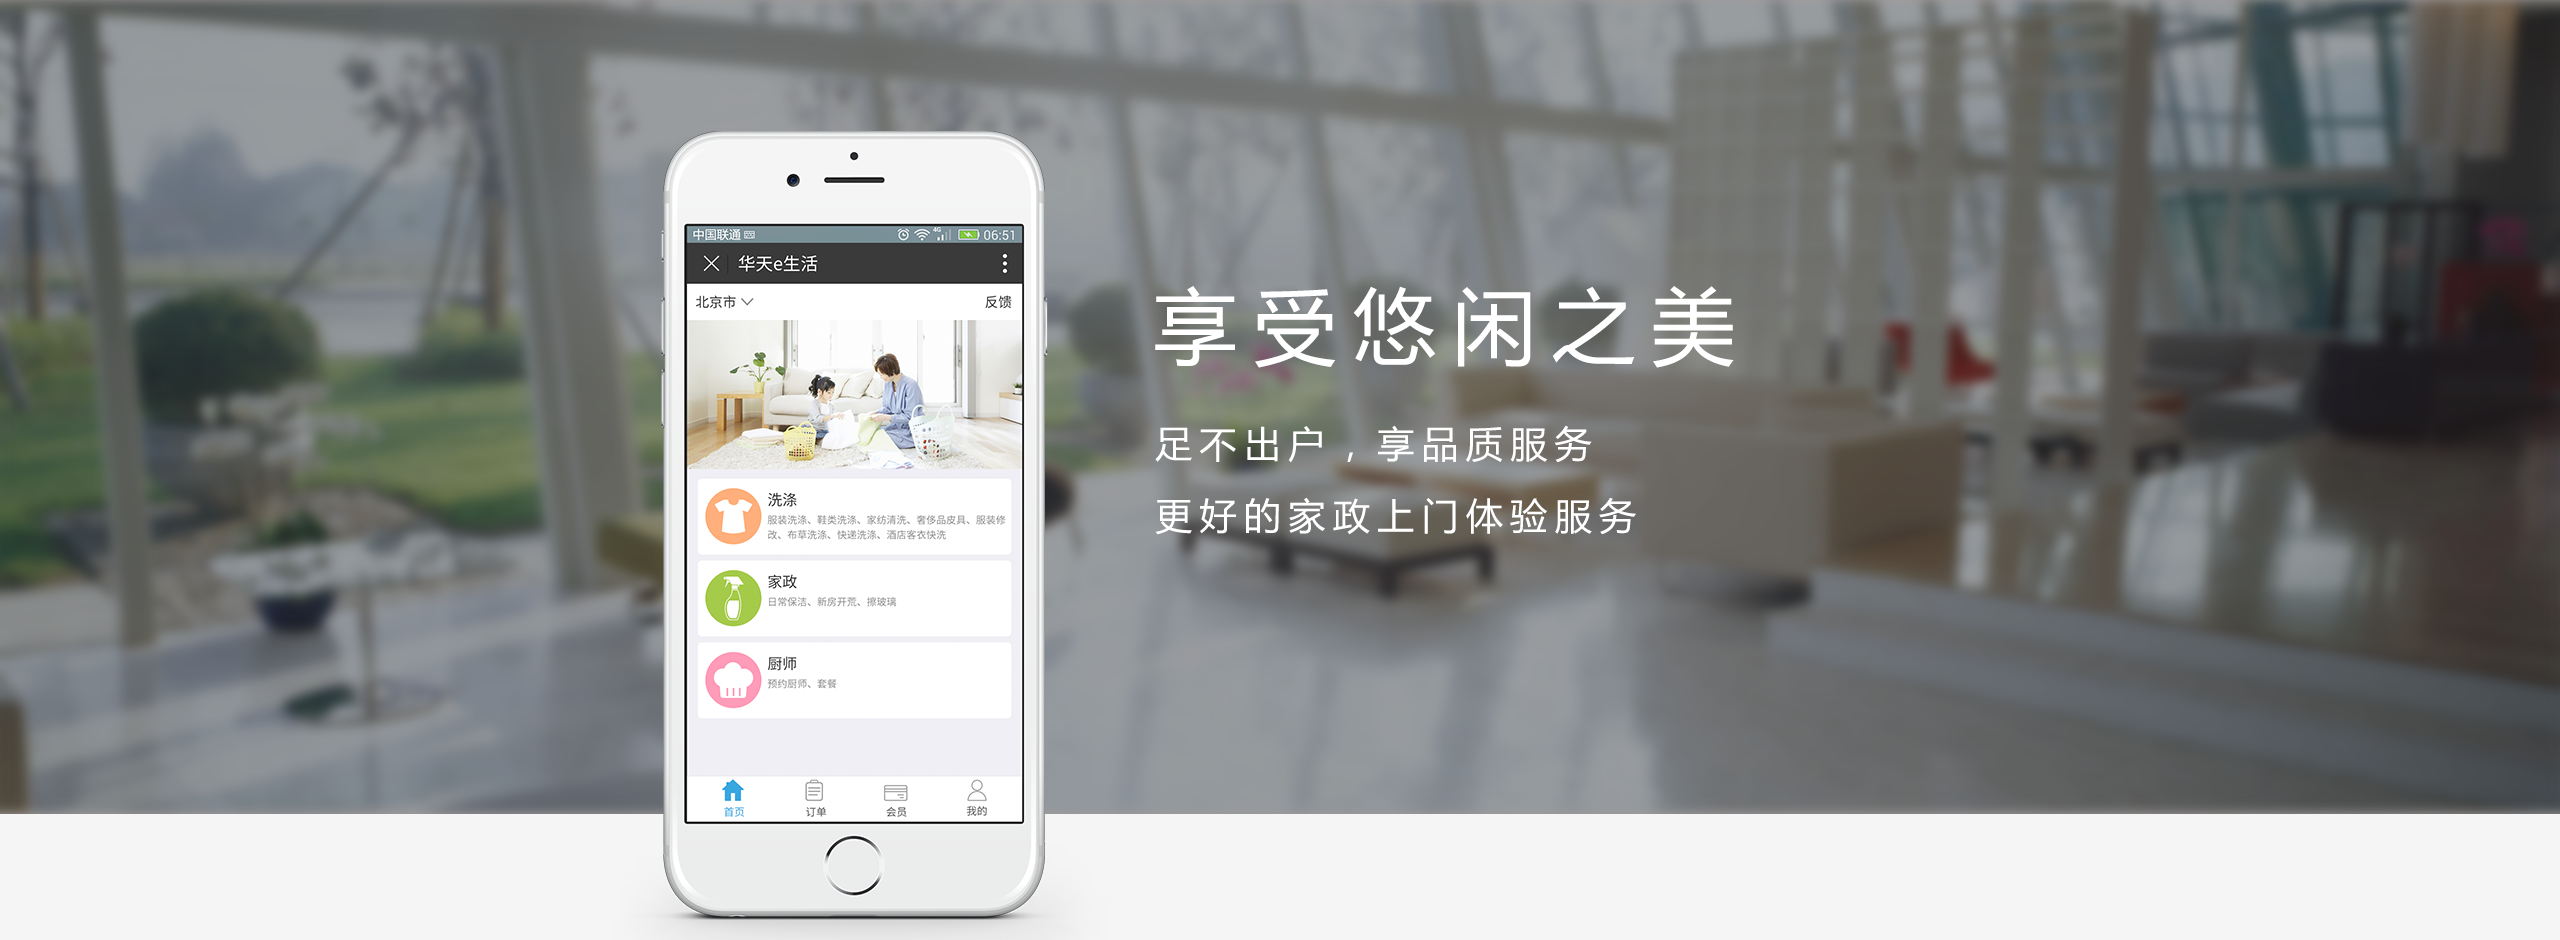 中国联通 4G 06:51
华天e生活
北京市 反馈
洗涤
服装洗涤、鞋类洗涤、家纺清洗、奢侈品皮具、服装修
改、布草洗涤、快递洗涤、酒店客衣快洗
家政
日常保洁、新房开荒、擦玻璃
厨师
预约厨师、套餐
首页 订单 会员 我的
享受悠闲之美
足不出户，享品质服务
更好的家政上门体验服务